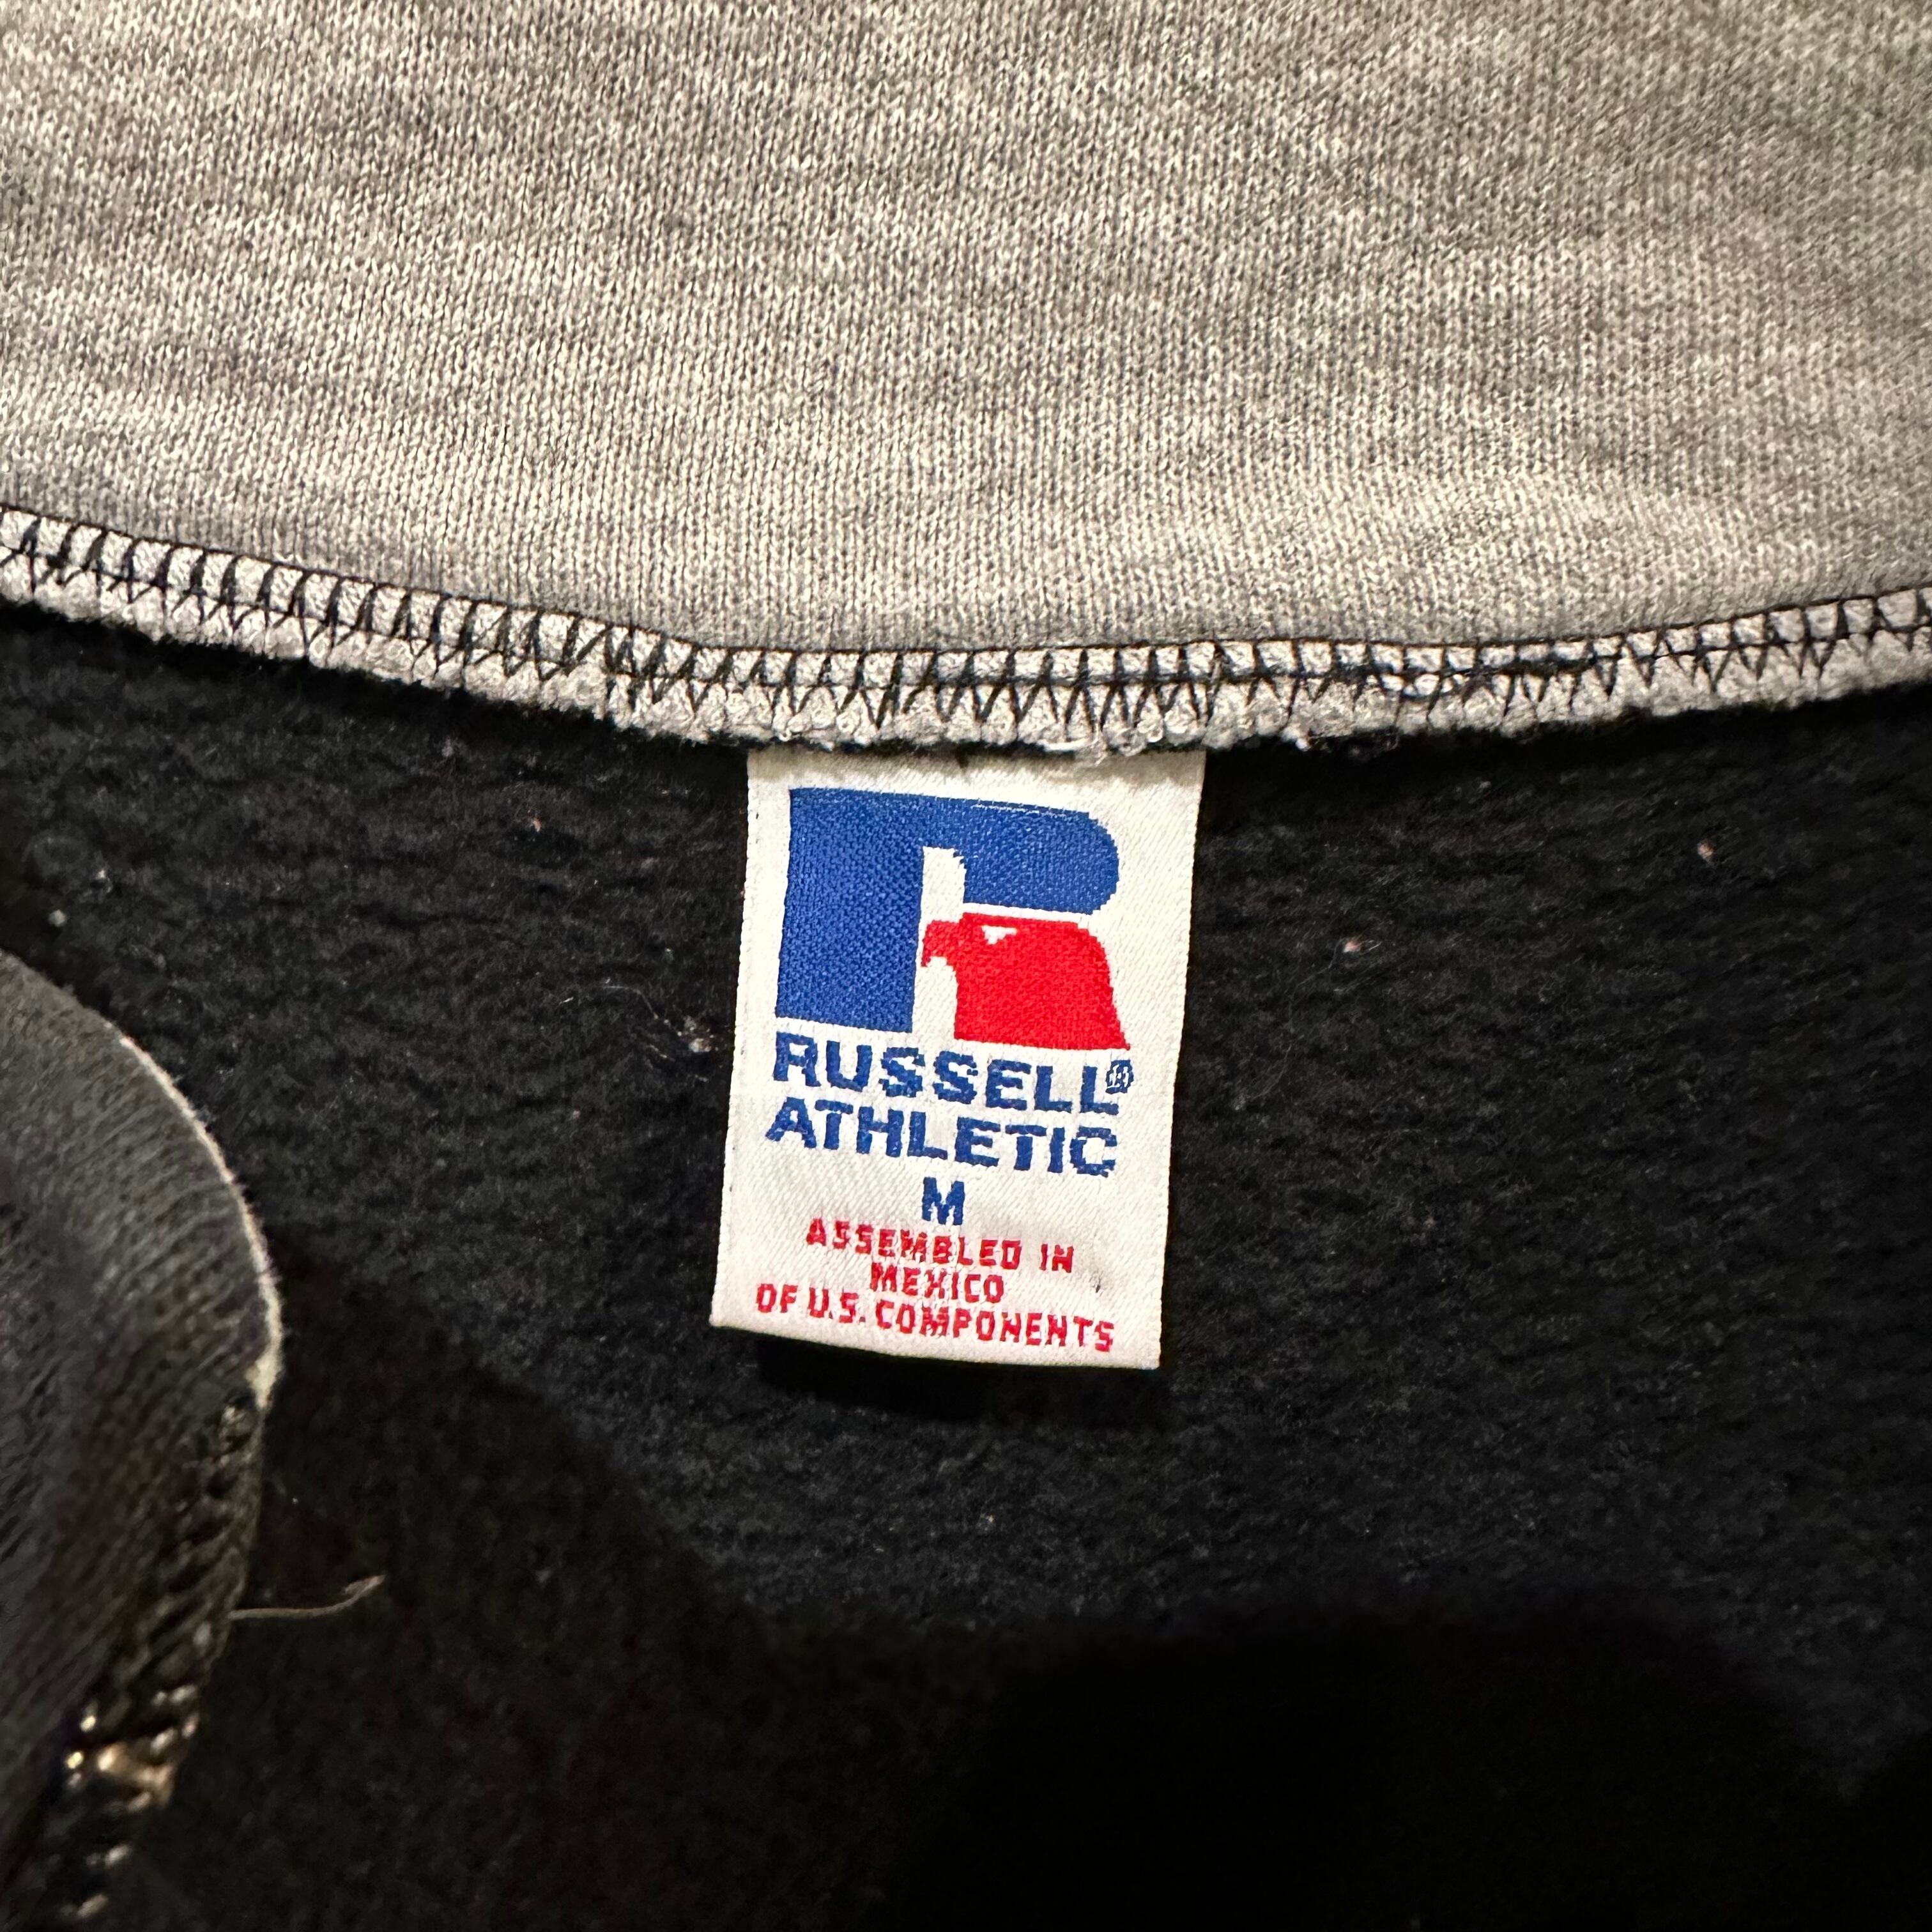 R
RUSSELL®
ATHLETIC
M
ASSEMBLED IN
MEXICO
OF U.S. COMPONENTS